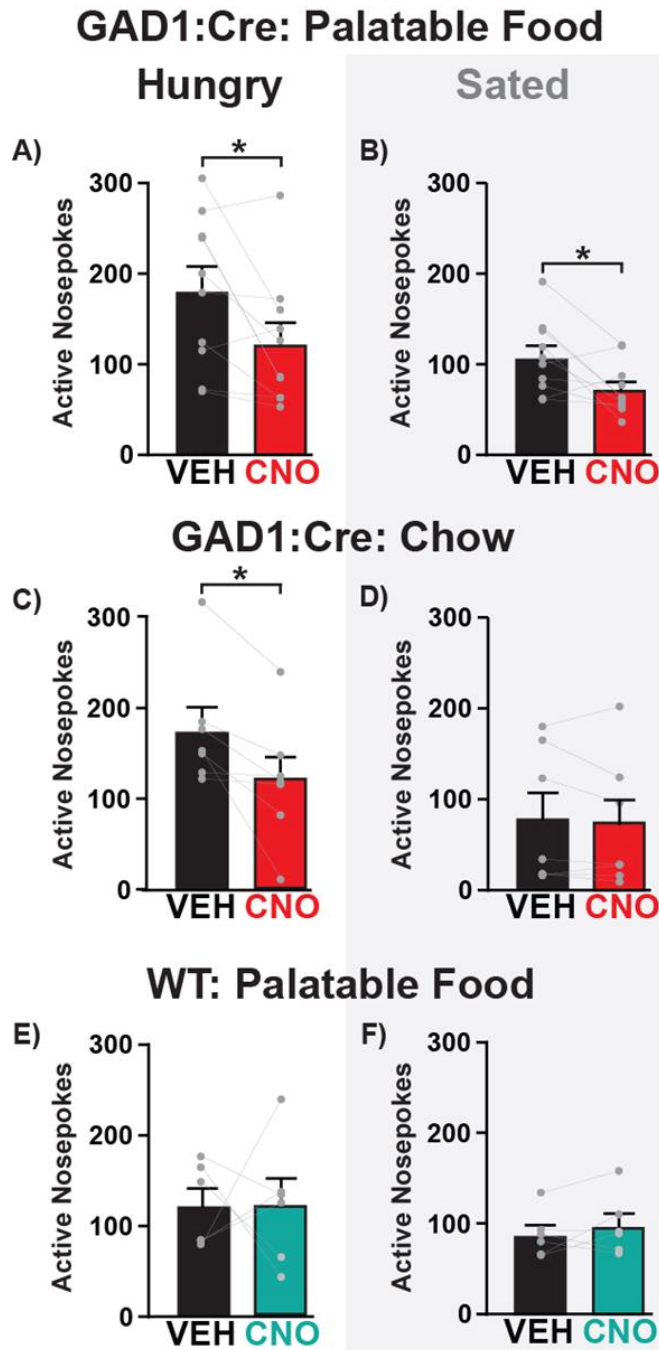 GAD1:Cre: Palatable Food
Hungry
Sated
A)
*
Active Nosepokes
300
200
100
0
VEH CNO
B)
*
Active Nosepokes
300
200
100
0
VEH CNO
GAD1:Cre: Chow
C)
*
Active Nosepokes
300
200
100
0
VEH CNO
D)
Active Nosepokes
300
200
100
0
VEH CNO
WT: Palatable Food
E)
Active Nosepokes
300
200
100
0
VEH CNO
F)
Active Nosepokes
300
200
100
0
VEH CNO